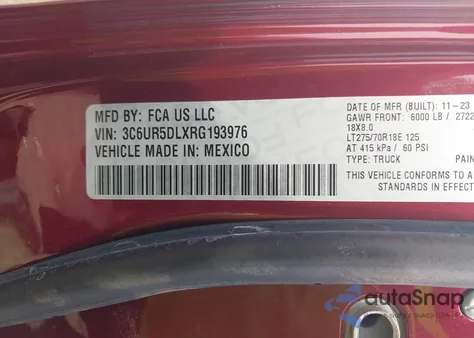 MFD BY: FCA US LLC
VIN: 3C6UR5DLXRG193976
VEHICLE MADE IN: MEXICO
DATE OF MFR (BUILT): 11-23
GAWR FRONT: 6000 LB / 2722
18X8.0
LT275/70R18E 125
AT 415 kPa / 60 PSI
TYPE: TRUCK PAIN
THIS VEHICLE CONFORMS TO A
STANDARDS IN EFFECT
autoSnap